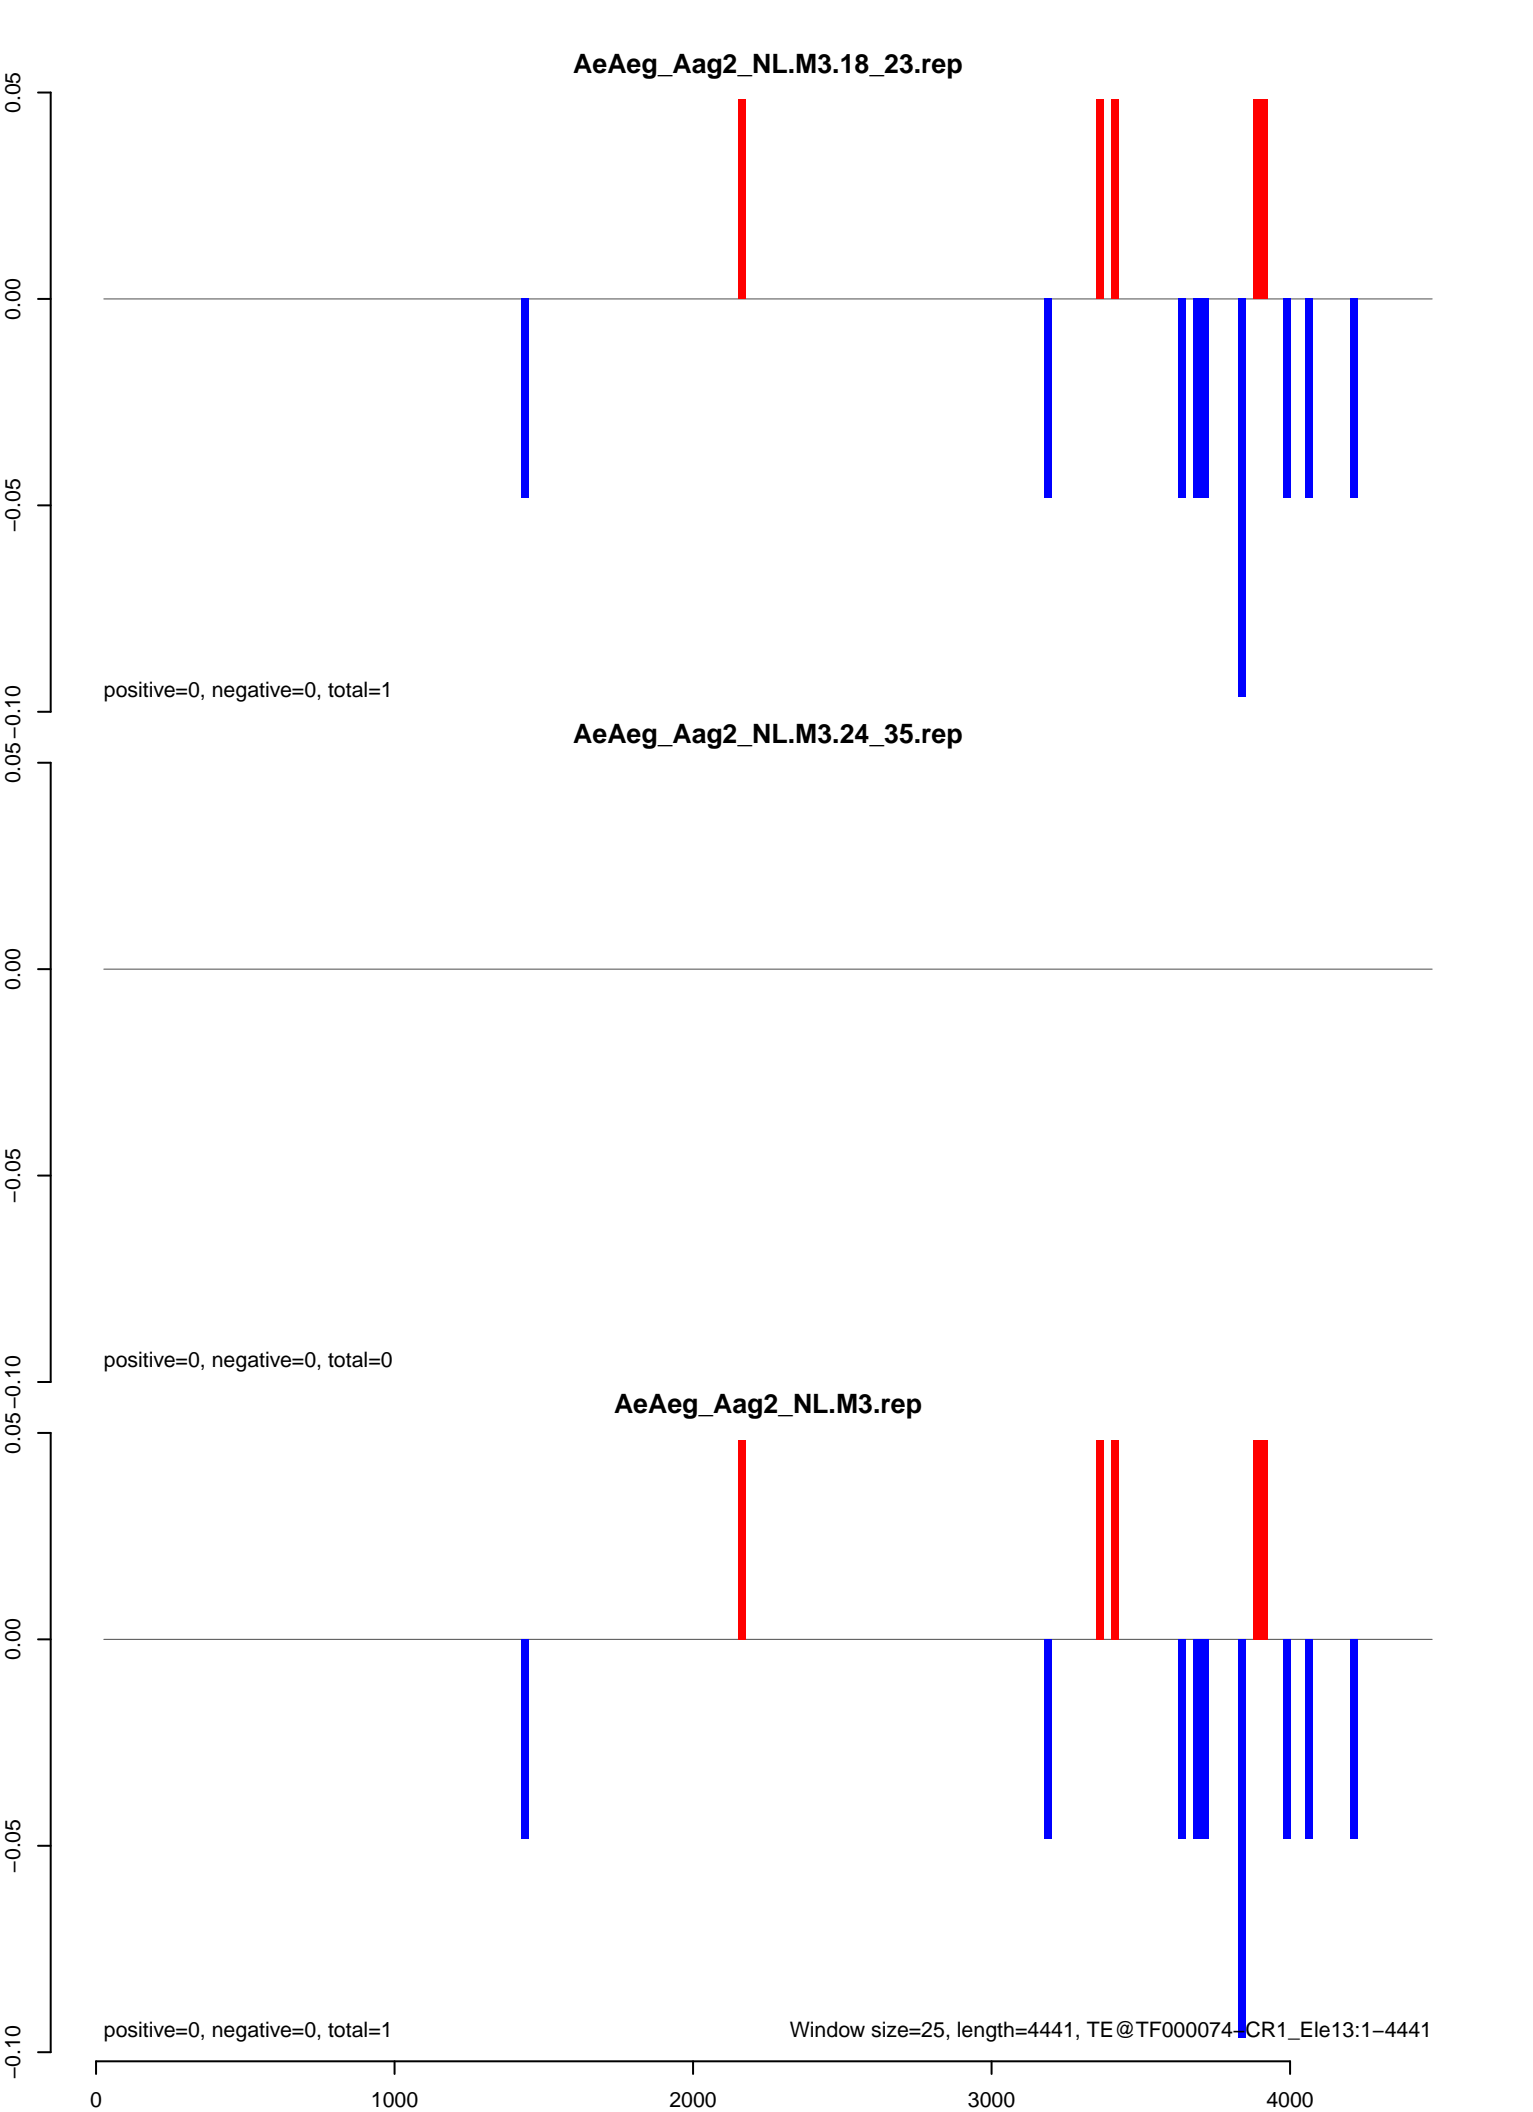 AeAeg_Aag2_NL.M3.18_23.rep
0.05
0.00
−0.05
−0.10
positive=0, negative=0, total=1
AeAeg_Aag2_NL.M3.24_35.rep
0.05
0.00
−0.05
−0.10
positive=0, negative=0, total=0
AeAeg_Aag2_NL.M3.rep
0.05
0.00
−0.05
−0.10
positive=0, negative=0, total=1
Window size=25, length=4441, TE@TF000074-CR1_Ele13:1−4441
0 1000 2000 3000 4000